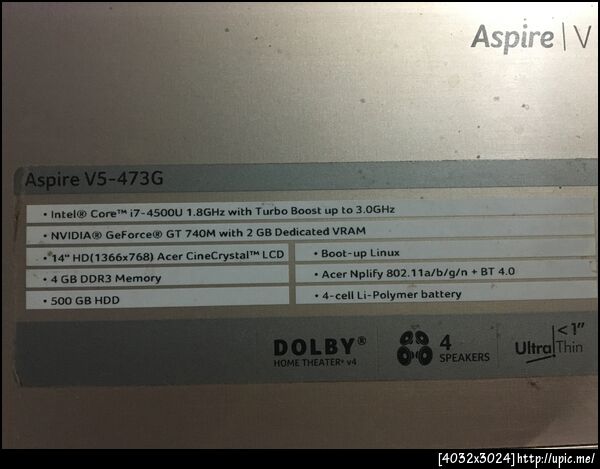 Aspire | V
Aspire V5-473G
• Intel® Core™ i7-4500U 1.8GHz with Turbo Boost up to 3.0GHz
• NVIDIA® GeForce® GT 740M with 2 GB Dedicated VRAM
• 14" HD(1366x768) Acer CineCrystal™ LCD
• Boot-up Linux
• 4 GB DDR3 Memory
• Acer Nplify 802.11a/b/g/n + BT 4.0
• 500 GB HDD
• 4-cell Li-Polymer battery
DOLBY®
HOME THEATER® v4
4
SPEAKERS
Ultra Thin
< 1"
[4032x3024]http://upic.me/